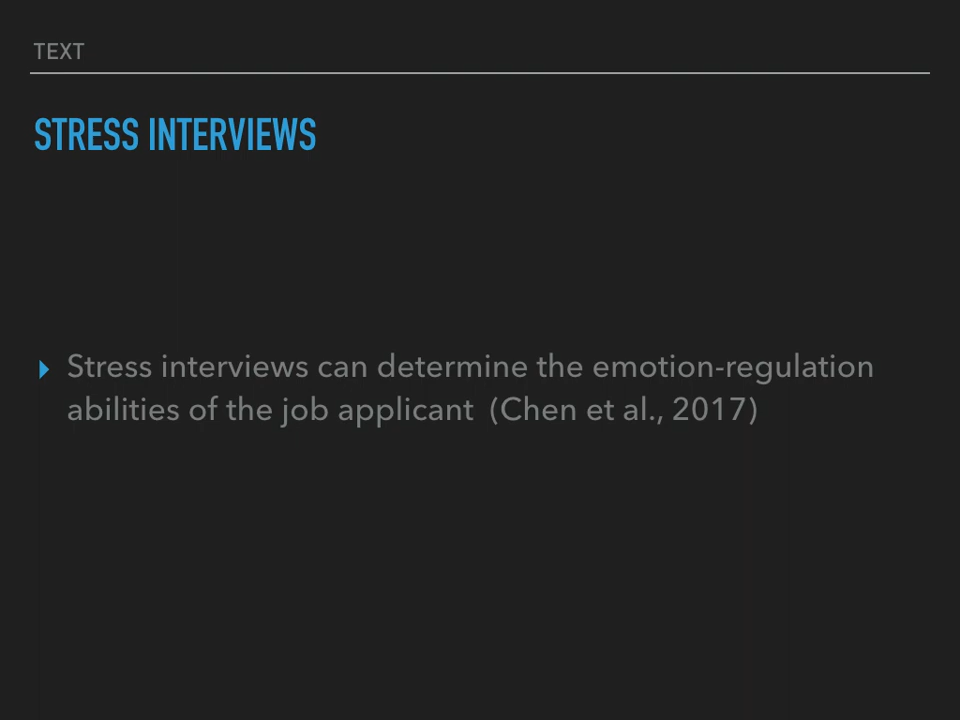 TEXT
STRESS INTERVIEWS
Stress interviews can determine the emotion-regulation
abilities of the job applicant (Chen et al., 2017)